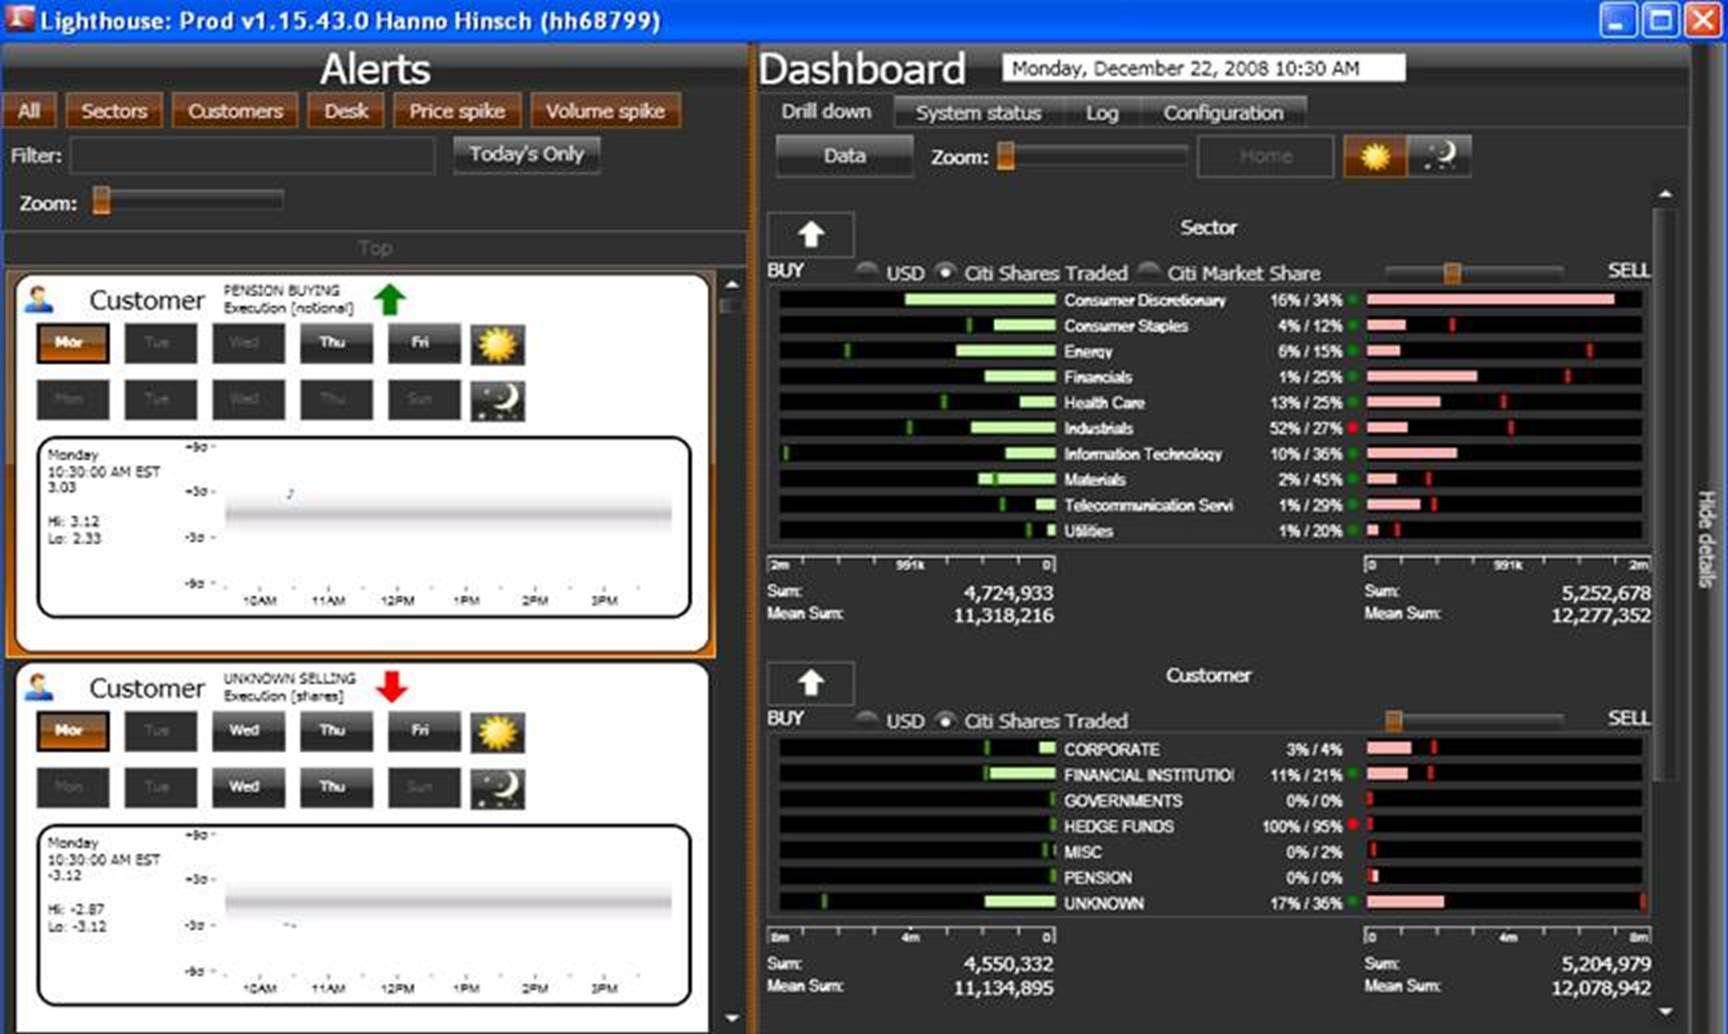 Lighthouse: Prod v1.15.43.0 Hanno Hinsch (hh68799)
Alerts
All Sectors Customers Desk Price spike Volume spike
Filter: Today's Only
Zoom:
Top
Customer PENSION BUYING
Execution [notional]
Mor Tue Wed Thu Fri
Mon Tue Wed Thu Sun
Monday
10:30:00 AM EST
3.03
Hi: 3.12
Lo: 2.33
+9σ
+3σ
-3σ
-9σ
10AM 11AM 12PM 1PM 2PM 3PM
Customer UNKNOWN SELLING
Execution [shares]
Mor Tue Wed Thu Fri
Mon Tue Wed Thu Sun
Monday
10:30:00 AM EST
-3.12
Hi: -2.87
Lo: -3.12
+9σ
+3σ
-3σ
-9σ
10AM 11AM 12PM 1PM 2PM 3PM
Dashboard Monday, December 22, 2008 10:30 AM
Drill down System status Log Configuration
Data Zoom: Home
Sector
BUY USD Citi Shares Traded Citi Market Share SELL
Consumer Discretionary 16% / 34%
Consumer Staples 4% / 12%
Energy 6% / 15%
Financials 1% / 25%
Health Care 13% / 25%
Industrials 52% / 27%
Information Technology 10% / 36%
Materials 2% / 45%
Telecommunication Servi 1% / 29%
Utilities 1% / 20%
2m 991k 0 0 991k 2m
Sum: 4,724,933 Sum: 5,252,678
Mean Sum: 11,318,216 Mean Sum: 12,277,352
Customer
BUY USD Citi Shares Traded SELL
CORPORATE 3% / 4%
FINANCIAL INSTITUTIO 11% / 21%
GOVERNMENTS 0% / 0%
HEDGE FUNDS 100% / 95%
MISC 0% / 2%
PENSION 0% / 0%
UNKNOWN 17% / 36%
8m 4m 0 0 4m 8m
Sum: 4,550,332 Sum: 5,204,979
Mean Sum: 11,134,895 Mean Sum: 12,078,942
Hide details